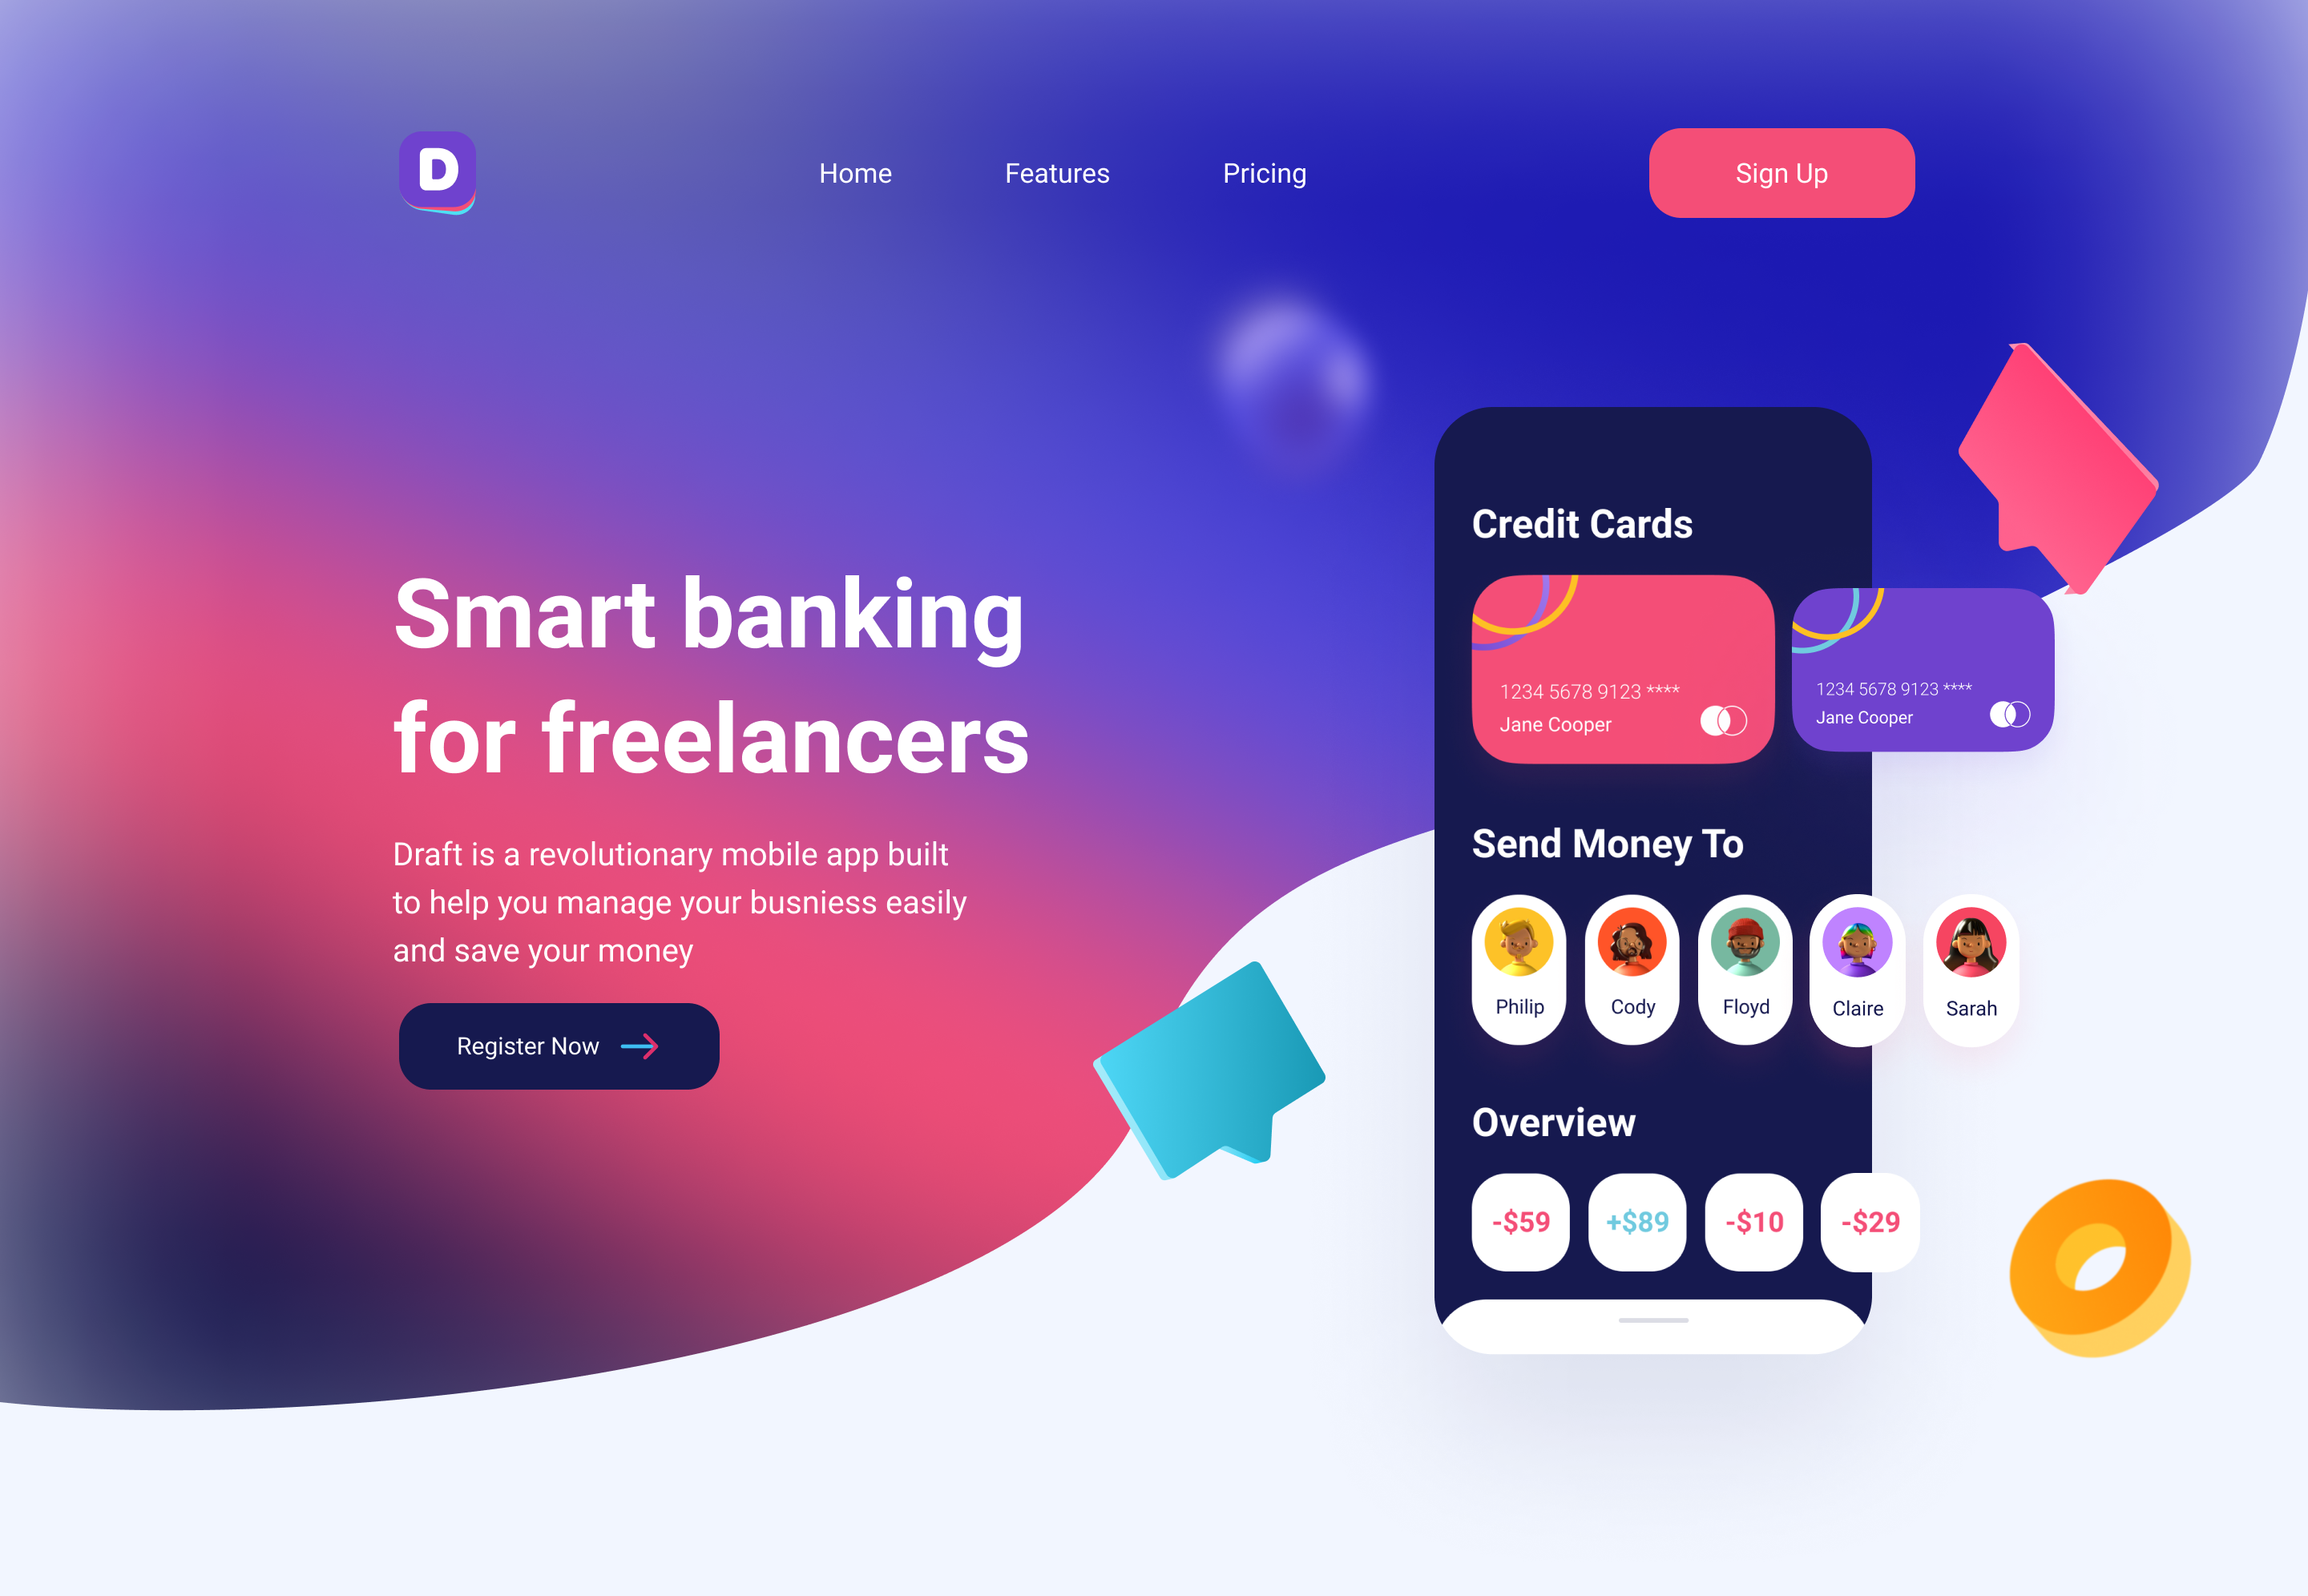 D
Home
Features
Pricing
Sign Up
Smart banking
for freelancers
Draft is a revolutionary mobile app built
to help you manage your busniess easily
and save your money
Register Now
Credit Cards
1234 5678 9123 ****
Jane Cooper
1234 5678 9123 ****
Jane Cooper
Send Money To
Philip
Cody
Floyd
Claire
Sarah
Overview
-$59
+$89
-$10
-$29